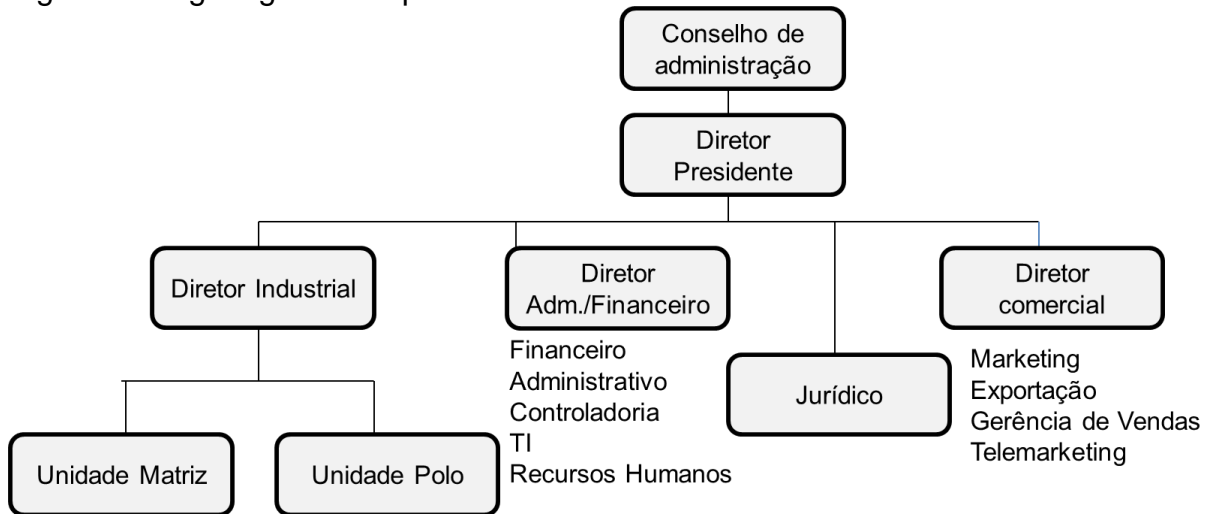 Conselho de
administração
Diretor
Presidente
Diretor Industrial
Diretor
Adm./Financeiro
Diretor
comercial
Financeiro
Administrativo
Controladoria
TI
Recursos Humanos
Jurídico
Marketing
Exportação
Gerência de Vendas
Telemarketing
Unidade Matriz
Unidade Polo